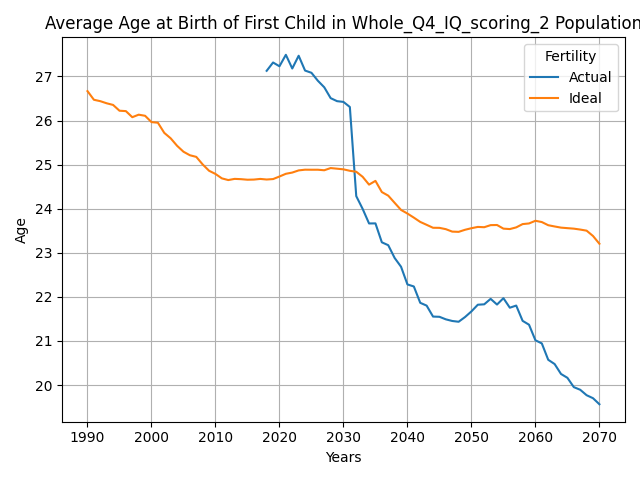 Average Age at Birth of First Child in Whole_Q4_IQ_scoring_2 Population
Fertility
Actual
Ideal
Age
27
26
25
24
23
22
21
20
1990 2000 2010 2020 2030 2040 2050 2060 2070
Years